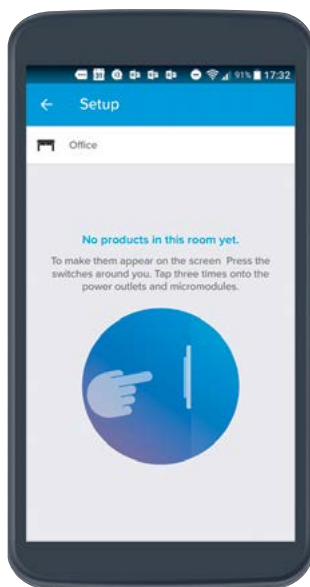 91% 17:32
Setup
Office
No products in this room yet.
To make them appear on the screen Press the
switches around you. Tap three times onto the
power outlets and micromodules.